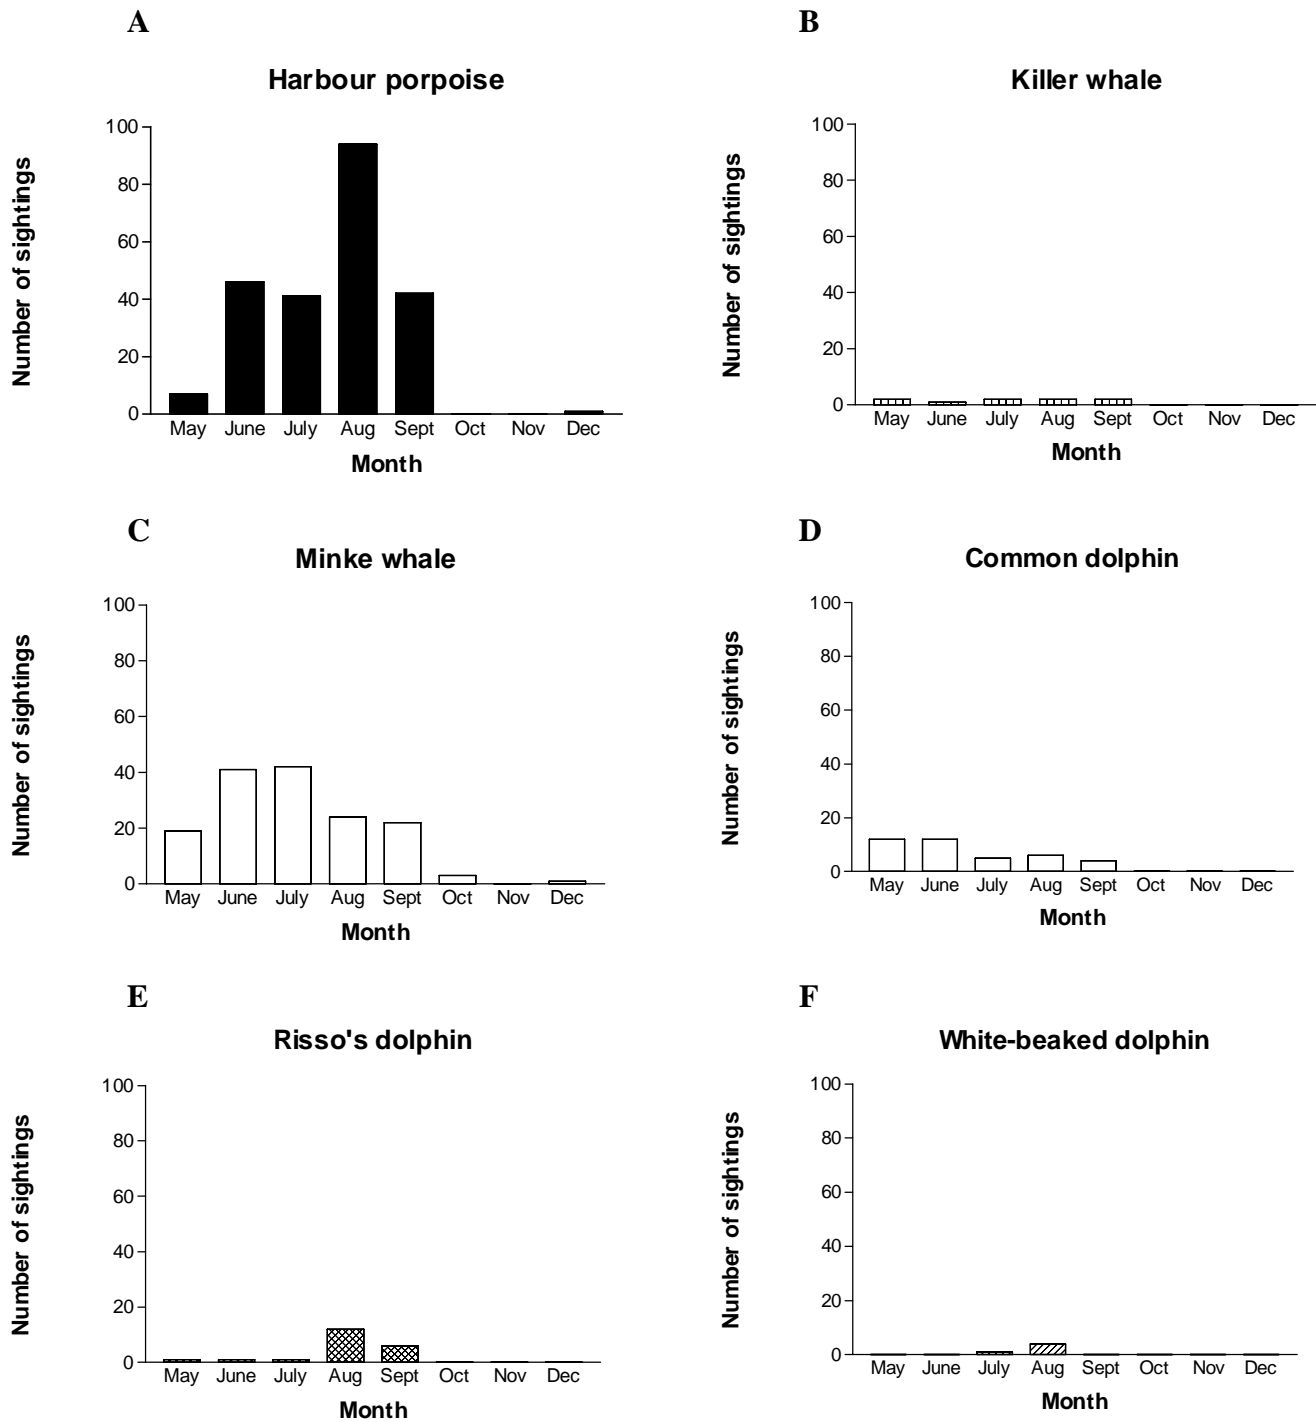 A
Harbour porpoise
Number of sightings
100
80
60
40
20
0
May June July Aug Sept Oct Nov Dec
Month
B
Killer whale
Number of sightings
100
80
60
40
20
0
May June July Aug Sept Oct Nov Dec
Month
C
Minke whale
Number of sightings
100
80
60
40
20
0
May June July Aug Sept Oct Nov Dec
Month
D
Common dolphin
Number of sightings
100
80
60
40
20
0
May June July Aug Sept Oct Nov Dec
Month
E
Risso's dolphin
Number of sightings
100
80
60
40
20
0
May June July Aug Sept Oct Nov Dec
Month
F
White-beaked dolphin
Number of sightings
100
80
60
40
20
0
May June July Aug Sept Oct Nov Dec
Month